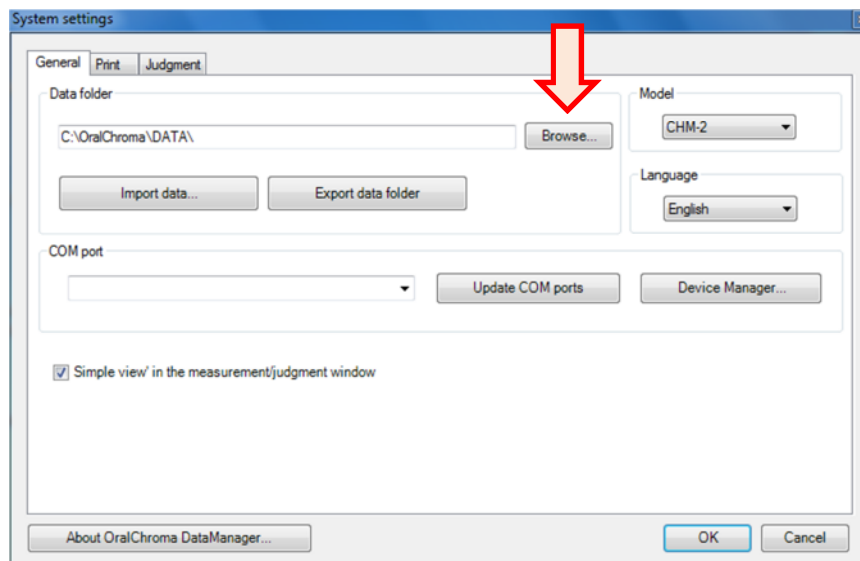 System settings
General Print Judgment
Data folder
C:\OralChroma\DATA\
Browse...
Import data...
Export data folder
Model
CHM-2
Language
English
COM port
Update COM ports
Device Manager...
Simple view' in the measurement/judgment window
About OralChroma DataManager...
OK
Cancel